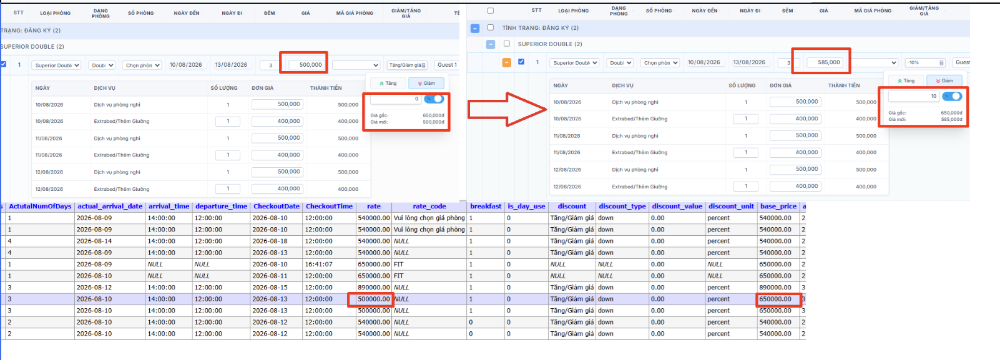 STT LOẠI PHÒNG DẠNG PHÒNG SỐ PHÒNG NGÀY ĐẾN NGÀY ĐI ĐÊM GIÁ MÃ GIÁ PHÒNG GIẢM/TĂNG GIÁ TÊ
TRẠNG: ĐĂNG KÝ (2)
SUPERIOR DOUBLE (2)
1 Superior Doubl Doubl Chọn phòn 10/08/2026 13/08/2026 3 500,000 Tăng/Giảm giá Guest 1
Tăng Giảm
NGÀY DỊCH VỤ SỐ LƯỢNG ĐƠN GIÁ THÀNH TIỀN
0 %
10/08/2026 Dịch vụ phòng nghỉ 1 500,000 500,000
Giá gốc: 650,000đ
Giá mới: 500,000đ
10/08/2026 Extrabed/Thêm Giường 1 400,000 400,000
11/08/2026 Dịch vụ phòng nghỉ 1 500,000 500,000
11/08/2026 Extrabed/Thêm Giường 1 400,000 400,000
12/08/2026 Dịch vụ phòng nghỉ 1 500,000 500,000
12/08/2026 Extrabed/Thêm Giường 1 400,000 400,000
STT LOẠI PHÒNG DẠNG PHÒNG SỐ PHÒNG NGÀY ĐẾN NGÀY ĐI ĐÊM GIÁ MÃ GIÁ PHÒNG GIẢM/TĂNG GIÁ
TÌNH TRẠNG: ĐĂNG KÝ (2)
SUPERIOR DOUBLE (2)
1 Superior Doubl Doubl Chọn phòn 10/08/2026 13/08/2026 3 585,000 -10% Guest
Tăng Giảm
NGÀY DỊCH VỤ SỐ LƯỢNG ĐƠN GIÁ THÀNH TIỀN
10 %
10/08/2026 Dịch vụ phòng nghỉ 1 500,000 500,000
Giá gốc: 650,000đ
Giá mới: 585,000đ
10/08/2026 Extrabed/Thêm Giường 1 400,000 400,000
11/08/2026 Dịch vụ phòng nghỉ 1 500,000 500,000
11/08/2026 Extrabed/Thêm Giường 1 400,000 400,000
12/08/2026 Dịch vụ phòng nghỉ 1 500,000 500,000
12/08/2026 Extrabed/Thêm Giường 1 400,000 400,000
s ActutalNumOfDays actual_arrival_date arrival_time departure_time CheckoutDate CheckoutTime rate rate_code breakfast is_day_use discount discount_type discount_value discount_unit base_price a
1 2026-08-09 14:00:00 12:00:00 2026-08-10 12:00:00 540000.00 Vui lòng chọn giá phòng 1 0 Tăng/Giảm giá down 0.00 percent 540000.00 2
1 2026-08-09 14:00:00 12:00:00 2026-08-10 12:00:00 540000.00 Vui lòng chọn giá phòng 1 0 Tăng/Giảm giá down 0.00 percent 540000.00 2
4 2026-08-14 14:00:00 12:00:00 2026-08-18 12:00:00 540000.00 NULL 1 0 Tăng/Giảm giá down 0.00 percent 540000.00 2
4 2026-08-09 14:00:00 12:00:00 2026-08-13 12:00:00 540000.00 NULL 1 0 Tăng/Giảm giá down 0.00 percent 540000.00 2
1 2026-08-09 NULL NULL 2026-08-10 16:41:07 650000.00 FIT 1 0 NULL NULL 0.00 NULL 650000.00 2
1 2026-08-10 NULL NULL 2026-08-11 12:00:00 650000.00 FIT 1 0 NULL NULL 0.00 NULL 650000.00 2
3 2026-08-12 14:00:00 12:00:00 2026-08-15 12:00:00 890000.00 NULL 1 0 Tăng/Giảm giá down 0.00 percent 890000.00 3
3 2026-08-10 14:00:00 12:00:00 2026-08-13 12:00:00 500000.00 NULL 1 0 Tăng/Giảm giá down 0.00 percent 650000.00 3
3 2026-08-10 14:00:00 12:00:00 2026-08-13 12:00:00 500000.00 NULL 1 0 Tăng/Giảm giá down 0.00 percent 650000.00 3
2 2026-08-10 14:00:00 12:00:00 2026-08-12 12:00:00 540000.00 NULL 0 0 Tăng/Giảm giá down 0.00 percent 540000.00 2
2 2026-08-10 14:00:00 12:00:00 2026-08-12 12:00:00 540000.00 NULL 0 0 Tăng/Giảm giá down 0.00 percent 540000.00 2